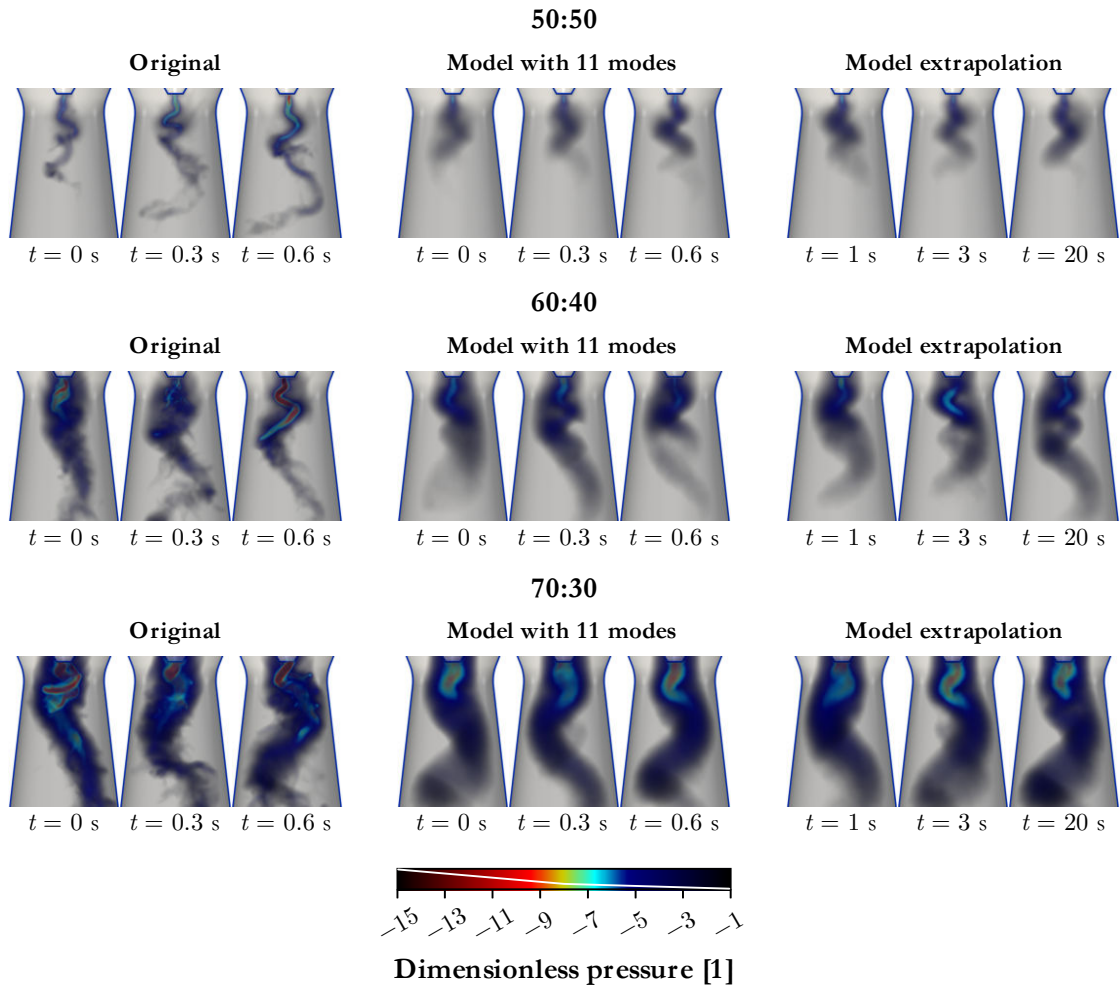 50:50
Original Model with 11 modes Model extrapolation
t = 0 s t = 0.3 s t = 0.6 s t = 0 s t = 0.3 s t = 0.6 s t = 1 s t = 3 s t = 20 s
60:40
Original Model with 11 modes Model extrapolation
t = 0 s t = 0.3 s t = 0.6 s t = 0 s t = 0.3 s t = 0.6 s t = 1 s t = 3 s t = 20 s
70:30
Original Model with 11 modes Model extrapolation
t = 0 s t = 0.3 s t = 0.6 s t = 0 s t = 0.3 s t = 0.6 s t = 1 s t = 3 s t = 20 s
−15 −13 −11 −9 −7 −5 −3 −1
Dimensionless pressure [1]